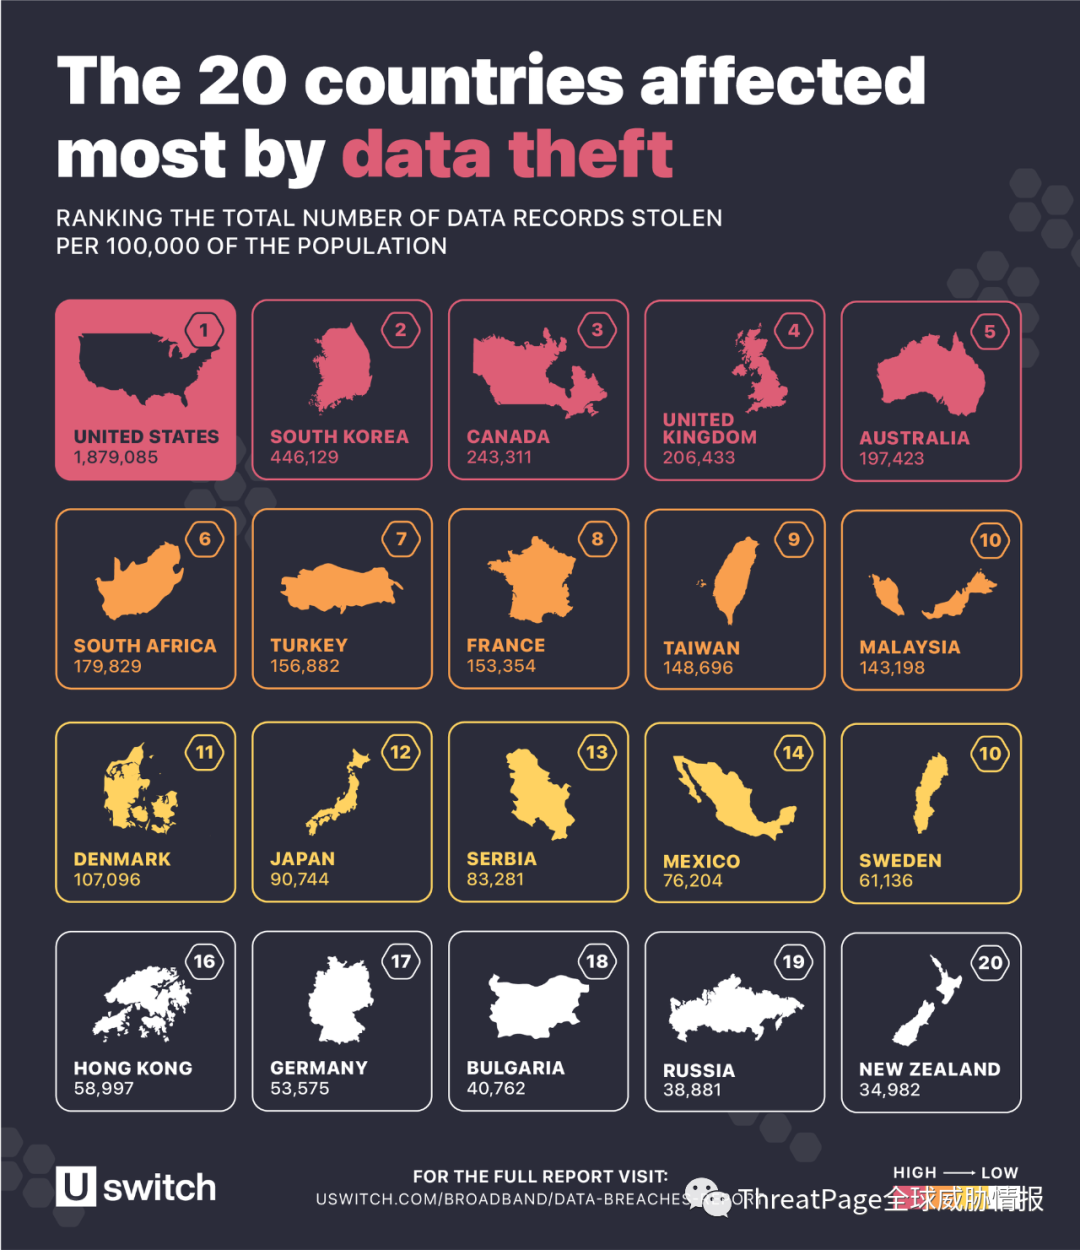 The 20 countries affected
most by data theft
RANKING THE TOTAL NUMBER OF DATA RECORDS STOLEN
PER 100,000 OF THE POPULATION
1
UNITED STATES
1,879,085
2
SOUTH KOREA
446,129
3
CANADA
243,311
4
UNITED
KINGDOM
206,433
5
AUSTRALIA
197,423
6
SOUTH AFRICA
179,829
7
TURKEY
156,882
8
FRANCE
153,354
9
TAIWAN
148,696
10
MALAYSIA
143,198
11
DENMARK
107,096
12
JAPAN
90,744
13
SERBIA
83,281
14
MEXICO
76,204
10
SWEDEN
61,136
16
HONG KONG
58,997
17
GERMANY
53,575
18
BULGARIA
40,762
19
RUSSIA
38,881
20
NEW ZEALAND
34,982
U switch
FOR THE FULL REPORT VISIT:
USWITCH.COM/BROADBAND/DATA-BREACHES-REPORT
HIGH LOW
ThreatPage全球威胁情报